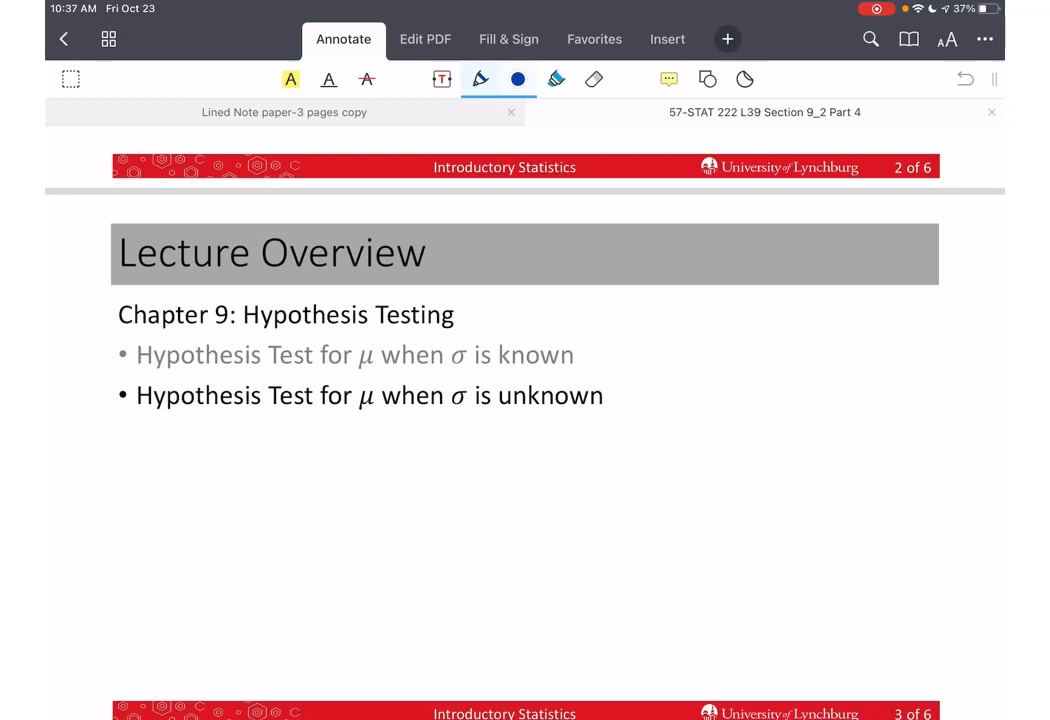 10:37 AM Fri Oct 23
37%
Annotate Edit PDF Fill & Sign Favorites Insert
AA
A A A T
Lined Note paper-3 pages copy
57-STAT 222 L39 Section 9_2 Part 4
Introductory Statistics University of Lynchburg 2 of 6
Lecture Overview
Chapter 9: Hypothesis Testing
• Hypothesis Test for μ when σ is known
• Hypothesis Test for μ when σ is unknown
Introductory Statistics University of Lynchburg 3 of 6